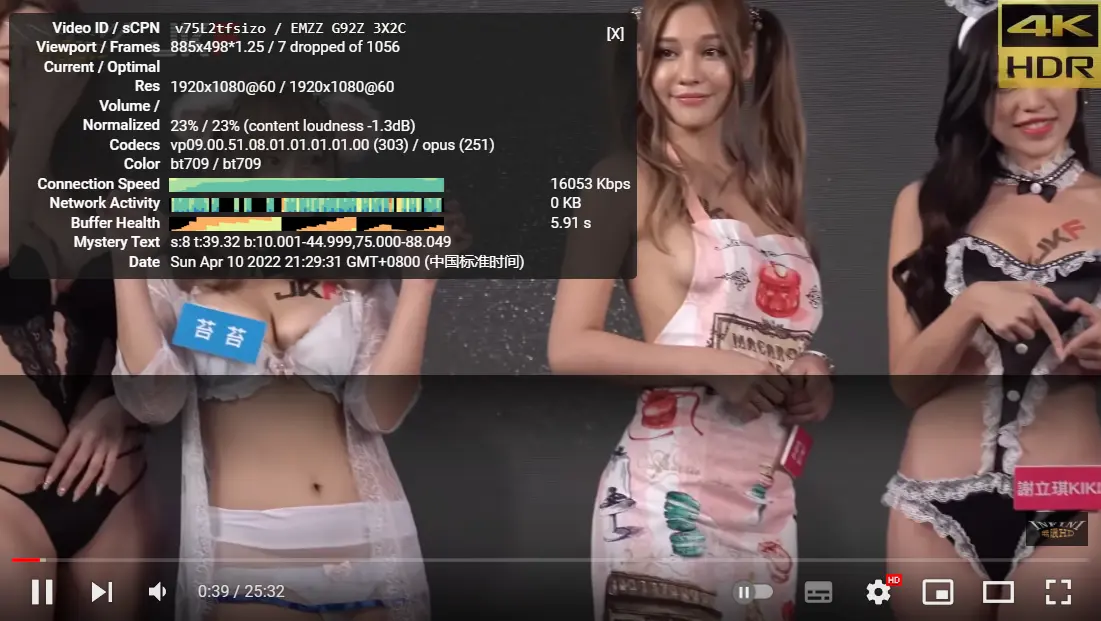 Video ID / sCPN v75L2tfsizo / EMZZ G92Z 3X2C
[X]
Viewport / Frames 885x498*1.25 / 7 dropped of 1056
Current / Optimal
Res 1920x1080@60 / 1920x1080@60
Volume /
Normalized 23% / 23% (content loudness -1.3dB)
Codecs vp09.00.51.08.01.01.01.01.00 (303) / opus (251)
Color bt709 / bt709
Connection Speed 16053 Kbps
Network Activity 0 KB
Buffer Health 5.91 s
Mystery Text s:8 t:39.32 b:10.001-44.999,75.000-88.049
Date Sun Apr 10 2022 21:29:31 GMT+0800 (中国标准时间)
4K
HDR
JKF
JKF
苔苔
MACARO
謝立琪KIKI
0:39 / 25:32
HD